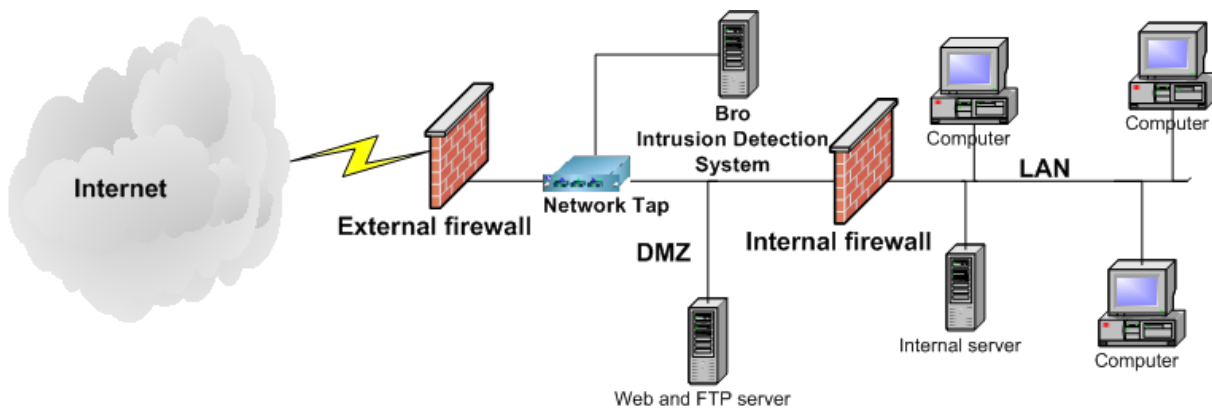 Internet
External firewall
Network Tap
Bro
Intrusion Detection
System
DMZ
Web and FTP server
Internal firewall
Computer
Computer
LAN
Internal server
Computer